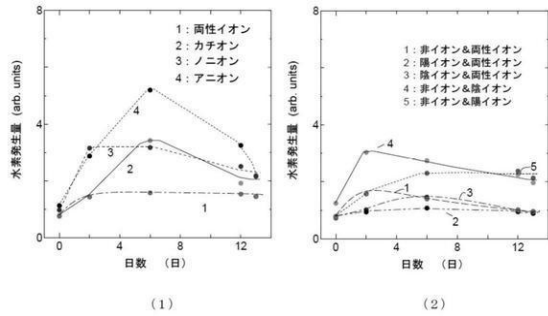 8
4
0
水素発生量 (arb. units)
1：両性イオン
2：カチオン
3：ノニオン
4：アニオン
4
3
2
1
0
4
8
12
日数 （日）
（1）
8
4
0
水素発生量 (arb. units)
1：非イオン＆両性イオン
2：陽イオン＆両性イオン
3：陰イオン＆両性イオン
4：非イオン＆陰イオン
5：非イオン＆陽イオン
4
5
1
3
2
0
4
8
12
日数 （日）
（2）